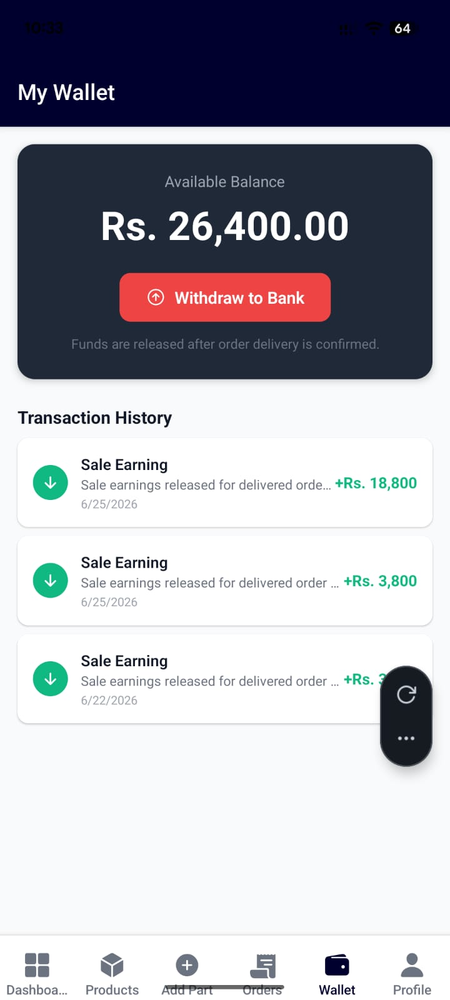 10:33
64
My Wallet
Available Balance
Rs. 26,400.00
Withdraw to Bank
Funds are released after order delivery is confirmed.
Transaction History
Sale Earning
Sale earnings released for delivered orde... +Rs. 18,800
6/25/2026
Sale Earning
Sale earnings released for delivered order ... +Rs. 3,800
6/25/2026
Sale Earning
Sale earnings released for delivered order ... +Rs.
6/22/2026
Dashboa... Products Add Part Orders Wallet Profile